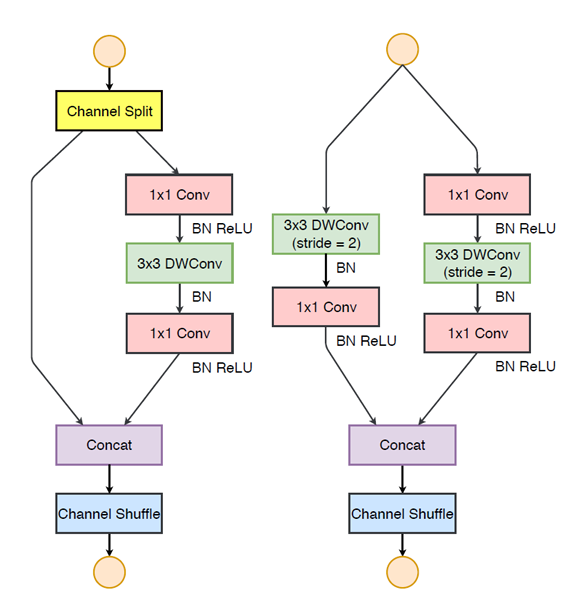 Channel Split
1x1 Conv
BN ReLU
3x3 DWConv
BN
1x1 Conv
BN ReLU
Concat
Channel Shuffle
3x3 DWConv
(stride = 2)
BN
1x1 Conv
BN ReLU
1x1 Conv
BN ReLU
3x3 DWConv
(stride = 2)
BN
1x1 Conv
BN ReLU
Concat
Channel Shuffle